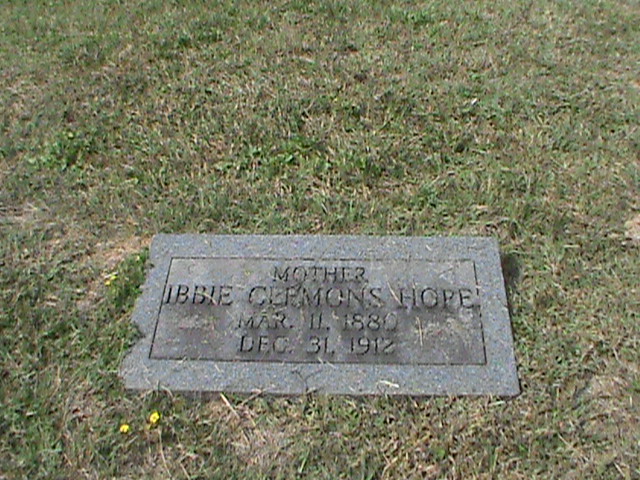 MOTHER
IBBIE CLEMONS HOPE
MAR. 11, 1880
DEC. 31, 1912